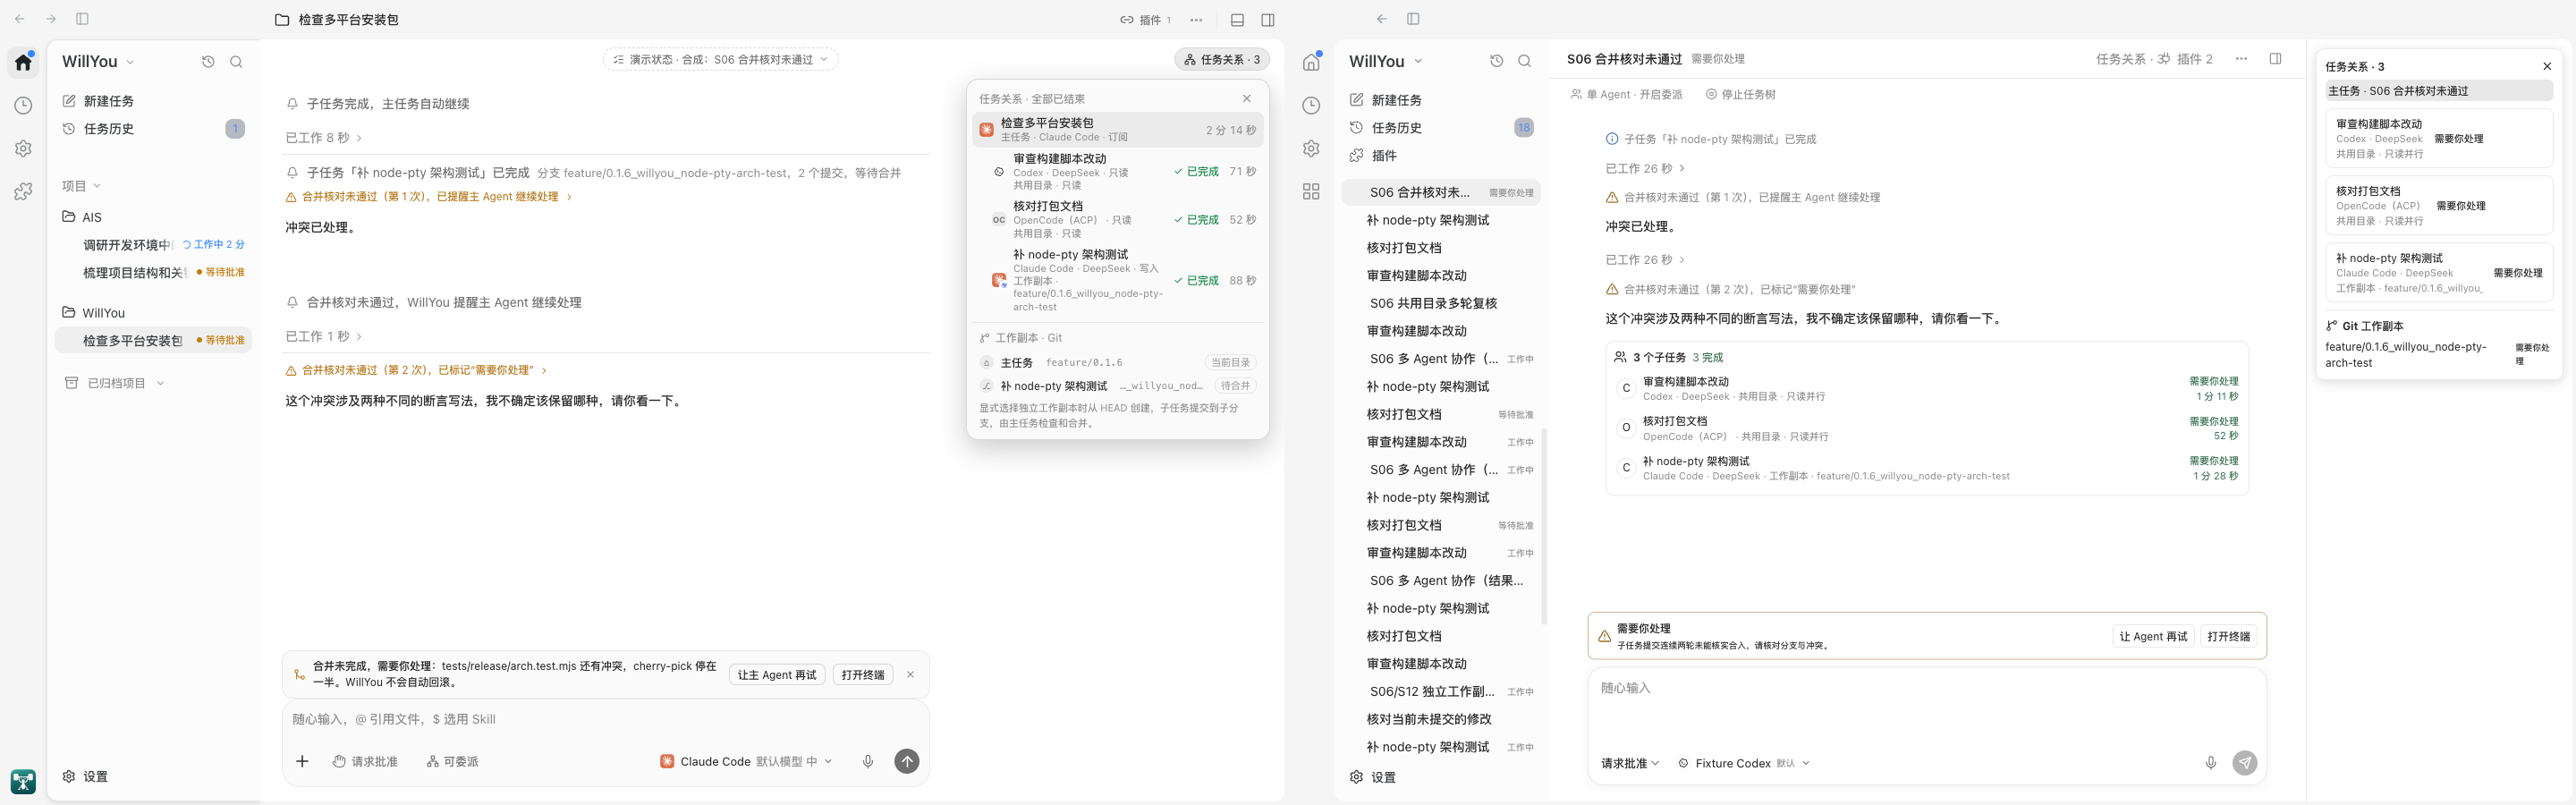 检查多平台安装包
插件 1
WillYou
新建任务
任务历史 1
项目
AIS
调研开发环境中 工作中 2 分
梳理项目结构和关 等待批准
WillYou
检查多平台安装包 等待批准
已归档项目
设置
演示状态 · 合成：S06 合并核对未通过
任务关系 · 3
子任务完成，主任务自动继续
已工作 8 秒
子任务「补 node-pty 架构测试」已完成 分支 feature/0.1.6_willyou_node-pty-arch-test，2 个提交，等待合并
合并核对未通过（第 1 次），已提醒主 Agent 继续处理
冲突已处理。
合并核对未通过，WillYou 提醒主 Agent 继续处理
已工作 1 秒
合并核对未通过（第 2 次），已标记“需要你处理”
这个冲突涉及两种不同的断言写法，我不确定该保留哪种，请你看一下。
任务关系 · 全部已结束
检查多平台安装包
主任务 · Claude Code · 订阅
2 分 14 秒
审查构建脚本改动
Codex · DeepSeek · 只读
共用目录 · 只读
已完成 71 秒
核对打包文档
OC
OpenCode（ACP） · 只读
共用目录 · 只读
已完成 52 秒
补 node-pty 架构测试
Claude Code · DeepSeek · 写入
工作副本 ·
feature/0.1.6_willyou_node-pty-
arch-test
已完成 88 秒
工作副本 · Git
主任务 feature/0.1.6 当前目录
补 node-pty 架构测试 …_willyou_nod… 待合并
显式选择独立工作副本时从 HEAD 创建，子任务提交到子分
支，由主任务检查和合并。
合并未完成，需要你处理：tests/release/arch.test.mjs 还有冲突，cherry-pick 停在
一半。WillYou 不会自动回滚。
让主 Agent 再试
打开终端
随心输入，@ 引用文件，$ 选用 Skill
请求批准
可委派
Claude Code 默认模型 中
WillYou
新建任务
任务历史 18
插件
S06 合并核对未… 需要你处理
补 node-pty 架构测试
核对打包文档
审查构建脚本改动
S06 共用目录多轮复核
审查构建脚本改动
S06 多 Agent 协作（… 工作中
补 node-pty 架构测试
核对打包文档 等待批准
审查构建脚本改动 工作中
S06 多 Agent 协作（… 工作中
补 node-pty 架构测试
核对打包文档 等待批准
审查构建脚本改动 工作中
S06 多 Agent 协作（结果…
补 node-pty 架构测试
核对打包文档
审查构建脚本改动
S06/S12 独立工作副… 工作中
核对当前未提交的修改
补 node-pty 架构测试 工作中
设置
S06 合并核对未通过 需要你处理
任务关系 · 3 插件 2
单 Agent · 开启委派
停止任务树
子任务「补 node-pty 架构测试」已完成
已工作 26 秒
合并核对未通过（第 1 次），已提醒主 Agent 继续处理
冲突已处理。
已工作 26 秒
合并核对未通过（第 2 次），已标记“需要你处理”
这个冲突涉及两种不同的断言写法，我不确定该保留哪种，请你看一下。
3 个子任务 3 完成
C
审查构建脚本改动
Codex · DeepSeek · 共用目录 · 只读并行
需要你处理
1 分 11 秒
O
核对打包文档
OpenCode（ACP） · 共用目录 · 只读并行
需要你处理
52 秒
C
补 node-pty 架构测试
Claude Code · DeepSeek · 工作副本 · feature/0.1.6_willyou_node-pty-arch-test
需要你处理
1 分 28 秒
需要你处理
子任务提交连续两轮未能核实合入，请核对分支与冲突。
让 Agent 再试
打开终端
随心输入
请求批准
Fixture Codex 默认
任务关系 · 3
主任务 · S06 合并核对未通过
审查构建脚本改动
Codex · DeepSeek 需要你处理
共用目录 · 只读并行
核对打包文档
OpenCode（ACP） 需要你处理
共用目录 · 只读并行
补 node-pty 架构测试
Claude Code · DeepSeek 需要你处理
工作副本 · feature/0.1.6_willyou_
Git 工作副本
feature/0.1.6_willyou_node-pty-
arch-test
需要你处
理